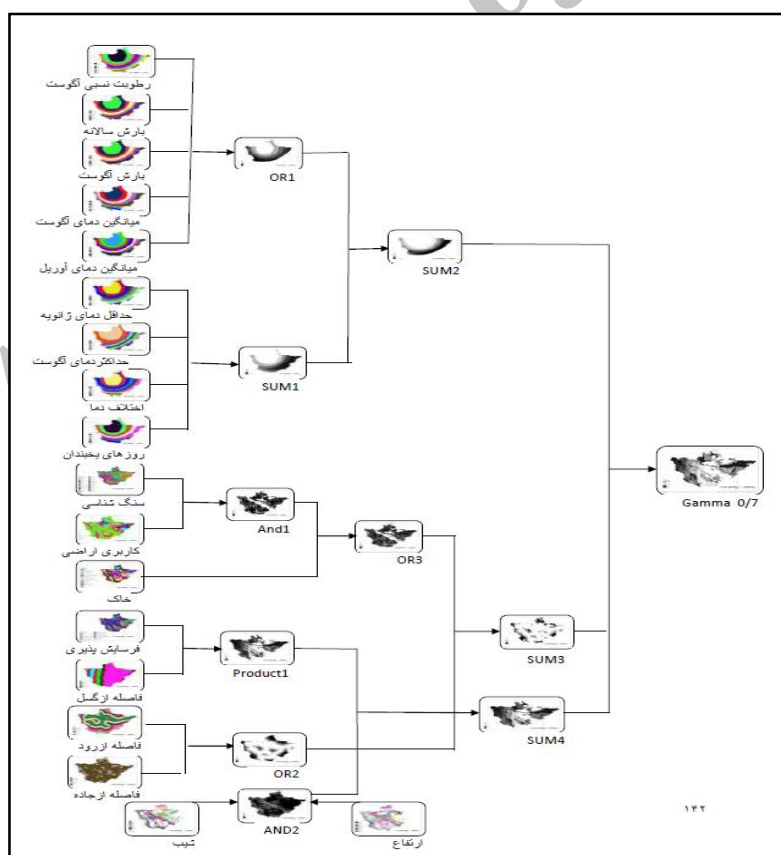 رطوبت نسبی آگوست
بارش سالانه
بارش آگوست
OR1
میانگین دمای آگوست
میانگین دمای آوریل
SUM2
حداقل دمای ژانویه
حداکثردمای آگوست
SUM1
اختلاف دما
روزهای یخبندان
سنگ شناسی
Gamma 0/7
And1
کاربری اراضی
OR3
خاک
فرسایش پذیری
SUM3
Product1
فاصله ازگسل
فاصله ازرود
SUM4
OR2
فاصله ازجاده
AND2
شیب
ارتفاع
۱۴۲